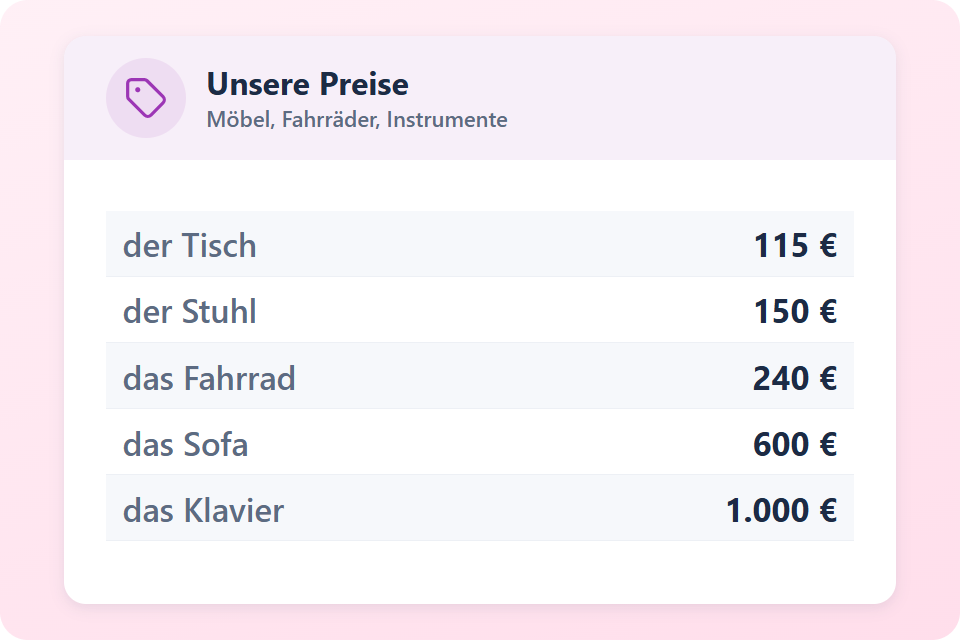 Unsere Preise
Möbel, Fahrräder, Instrumente
der Tisch 115 €
der Stuhl 150 €
das Fahrrad 240 €
das Sofa 600 €
das Klavier 1.000 €